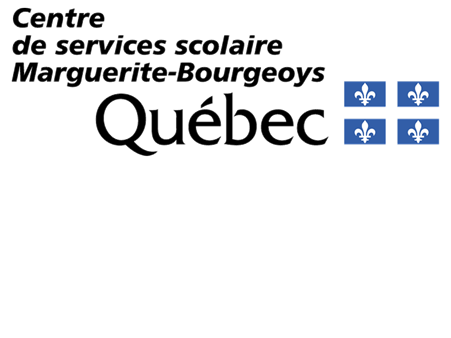 Centre
de services scolaire
Marguerite-Bourgeoys
Québec